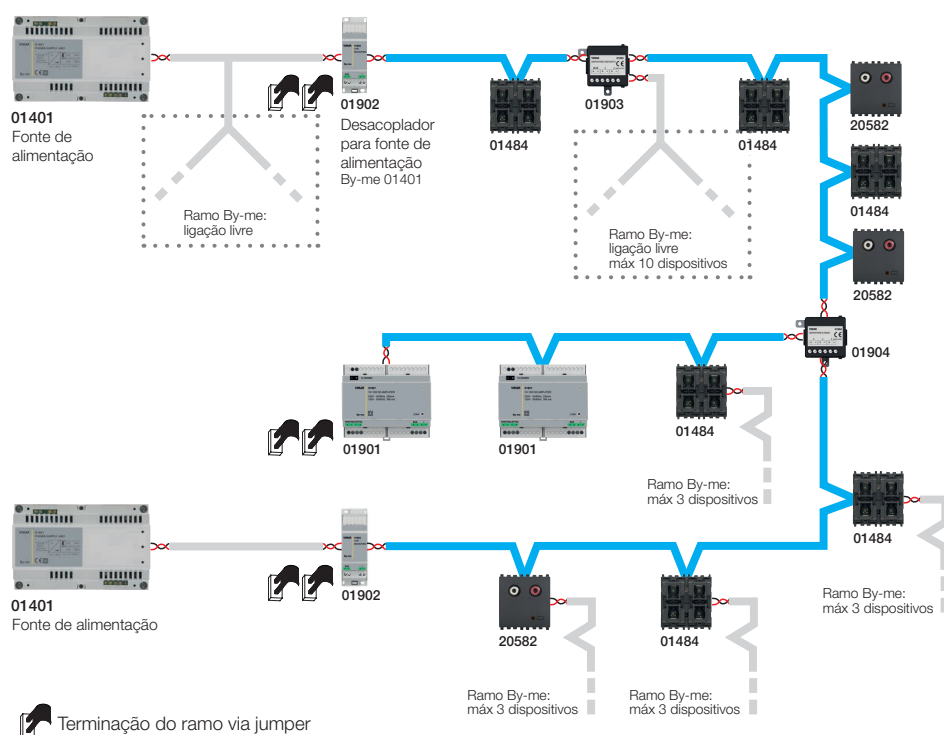 01401
Fonte de
alimentação
01902
Desacoplador
para fonte de
alimentação
By-me 01401
01484
01903
01484
20582
01484
20582
Ramo By-me:
ligação livre
Ramo By-me:
ligação livre
máx 10 dispositivos
01904
01901
01901
01484
Ramo By-me:
máx 3 dispositivos
01401
Fonte de alimentação
01902
20582
01484
01484
Ramo By-me:
máx 3 dispositivos
Ramo By-me:
máx 3 dispositivos
Ramo By-me:
máx 3 dispositivos
Terminação do ramo via jumper